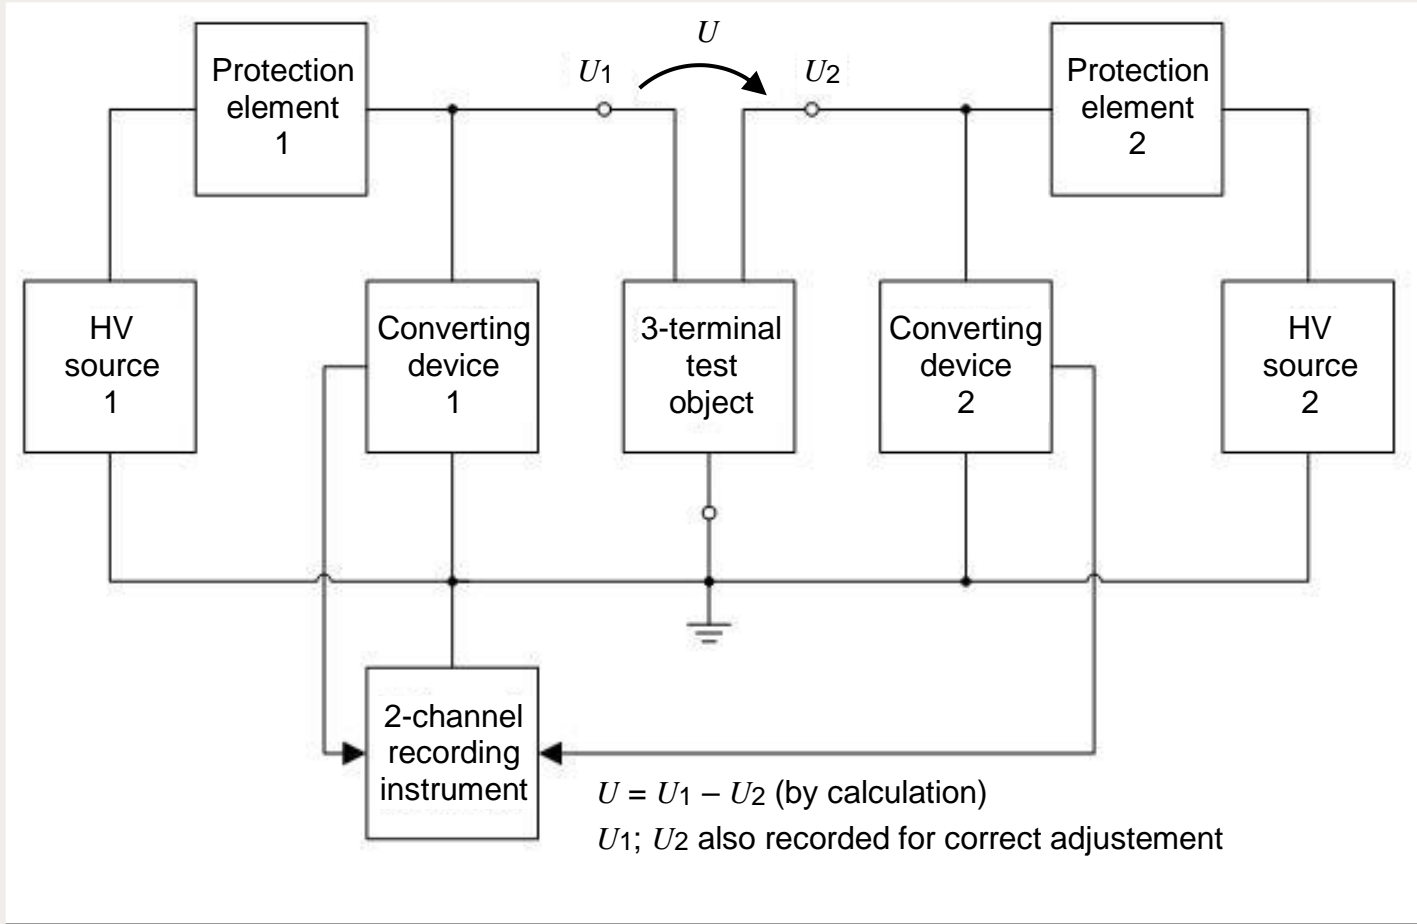 U
U1
U2
Protection
element
1
Protection
element
2
HV
source
1
Converting
device
1
3-terminal
test
object
Converting
device
2
HV
source
2
2-channel
recording
instrument
U = U1 – U2 (by calculation)
U1; U2 also recorded for correct adjustement